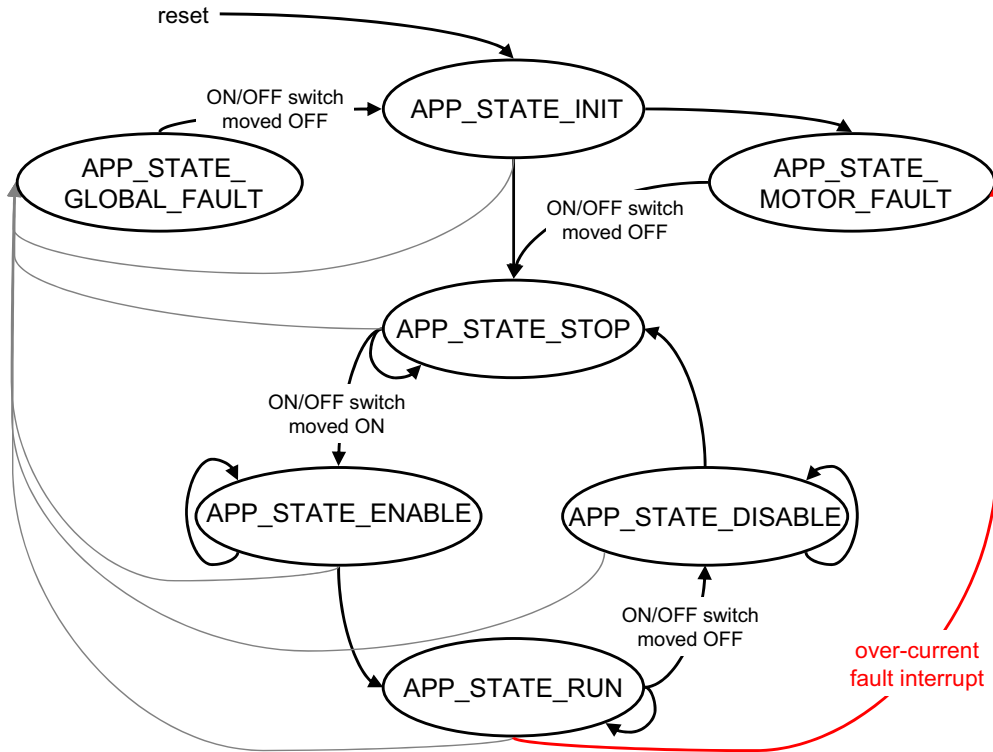 reset
APP_STATE_INIT
ON/OFF switch
moved OFF
APP_STATE_
GLOBAL_FAULT
APP_STATE_
MOTOR_FAULT
ON/OFF switch
moved OFF
APP_STATE_STOP
ON/OFF switch
moved ON
APP_STATE_ENABLE
APP_STATE_DISABLE
ON/OFF switch
moved OFF
over-current
fault interrupt
APP_STATE_RUN